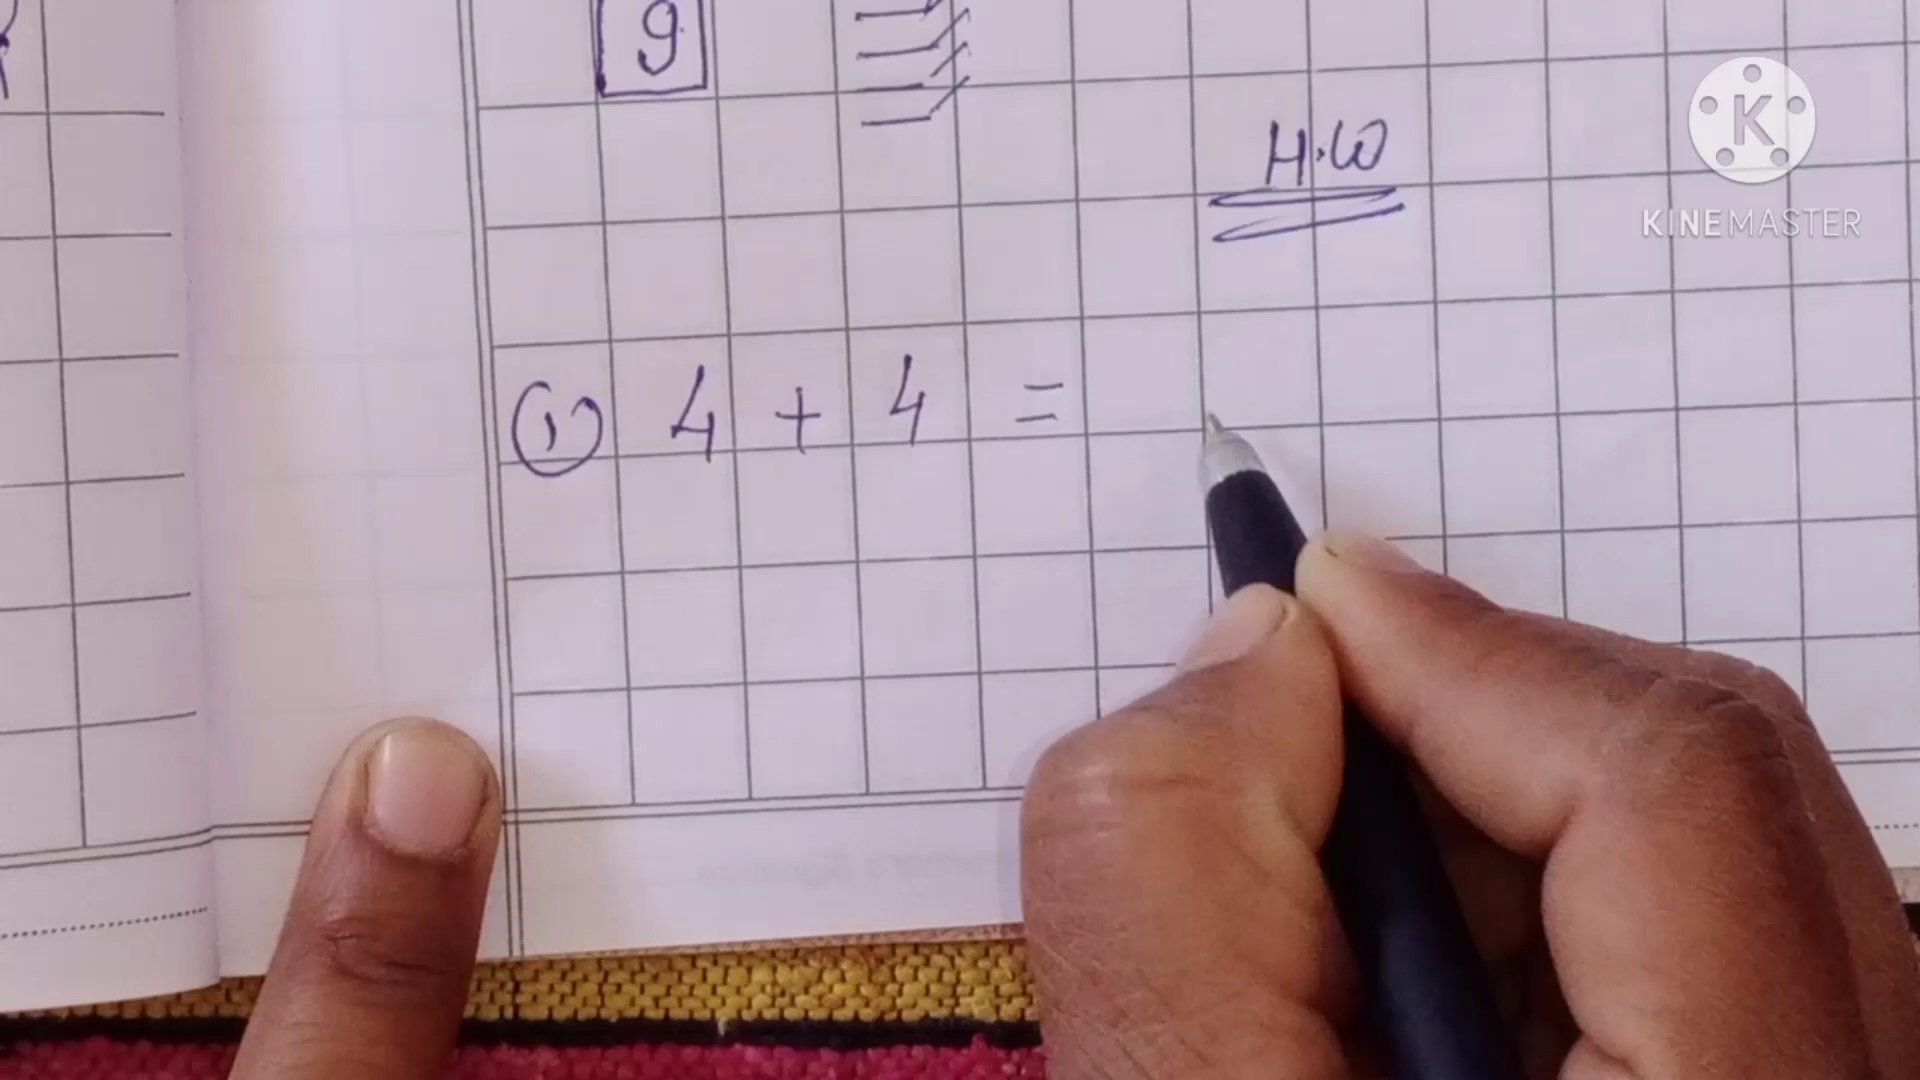 9
H.W
K
KINEMASTER
① 4 + 4 =